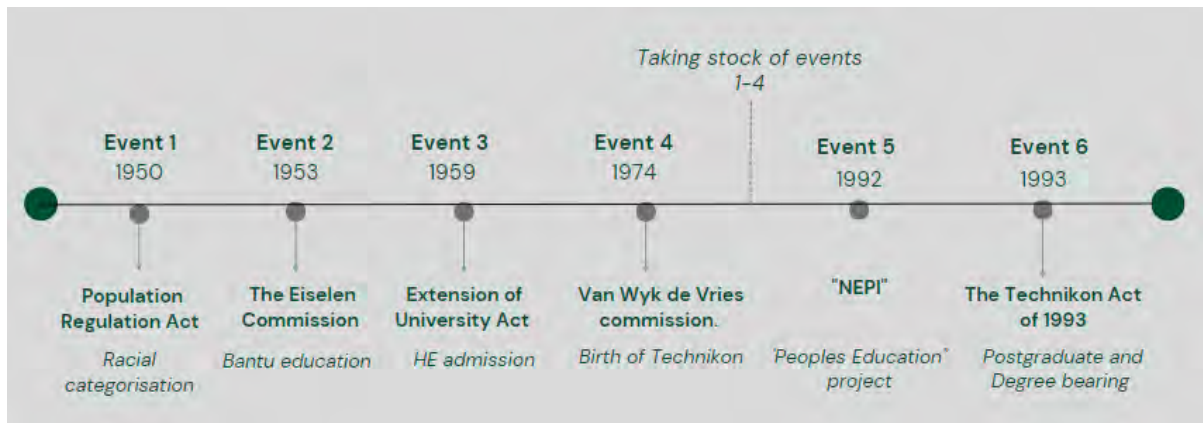 Taking stock of events
1-4
Event 1
1950
Event 2
1953
Event 3
1959
Event 4
1974
Event 5
1992
Event 6
1993
Population
Regulation Act
Racial
categorisation
The Eiselen
Commission
Bantu education
Extension of
University Act
HE admission
Van Wyk de Vries
commission.
Birth of Technikon
"NEPI"
'Peoples Education"
project
The Technikon Act
of 1993
Postgraduate and
Degree bearing